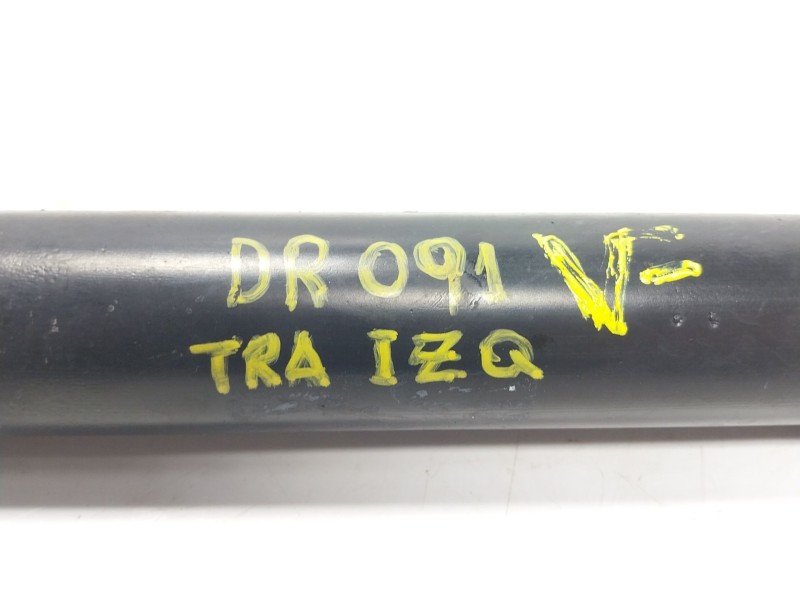 DR 091 V-
TRA IZQ